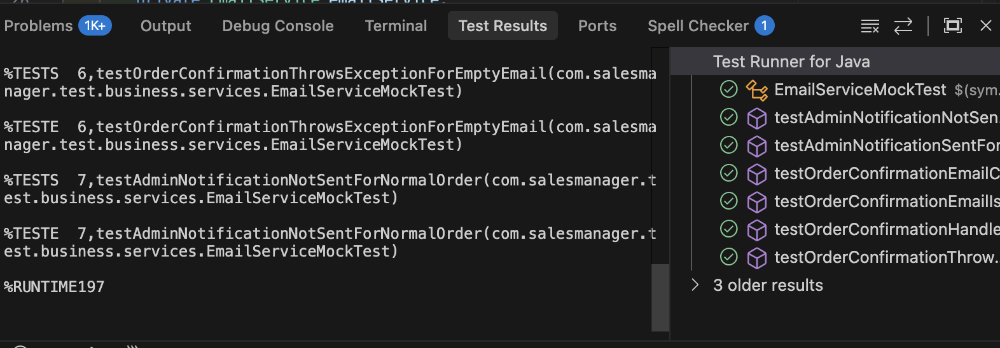 private EmailService emailService;
Problems 1K+ Output Debug Console Terminal Test Results Ports Spell Checker 1
%TESTS  6,testOrderConfirmationThrowsExceptionForEmptyEmail(com.salesma
nager.test.business.services.EmailServiceMockTest)
%TESTE  6,testOrderConfirmationThrowsExceptionForEmptyEmail(com.salesma
nager.test.business.services.EmailServiceMockTest)
%TESTS  7,testAdminNotificationNotSentForNormalOrder(com.salesmanager.t
est.business.services.EmailServiceMockTest)
%TESTE  7,testAdminNotificationNotSentForNormalOrder(com.salesmanager.t
est.business.services.EmailServiceMockTest)
%RUNTIME197
Test Runner for Java
EmailServiceMockTest $(sym.
testAdminNotificationNotSen.
testAdminNotificationSentFor
testOrderConfirmationEmailC
testOrderConfirmationEmailIs
testOrderConfirmationHandle
testOrderConfirmationThrow..
3 older results